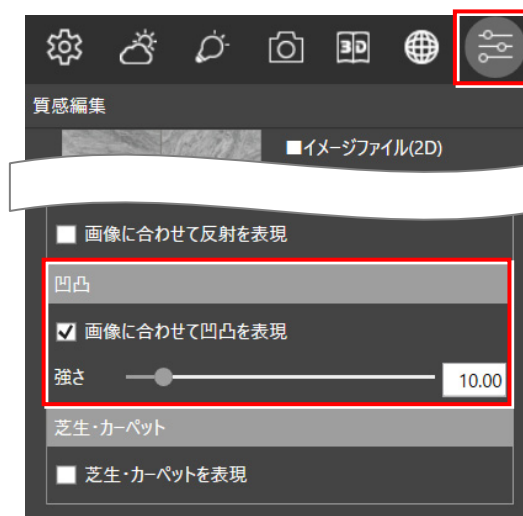 3D
質感編集
■イメージファイル(2D)
画像に合わせて反射を表現
凹凸
画像に合わせて凹凸を表現
強さ
10.00
芝生・カーペット
芝生・カーペットを表現